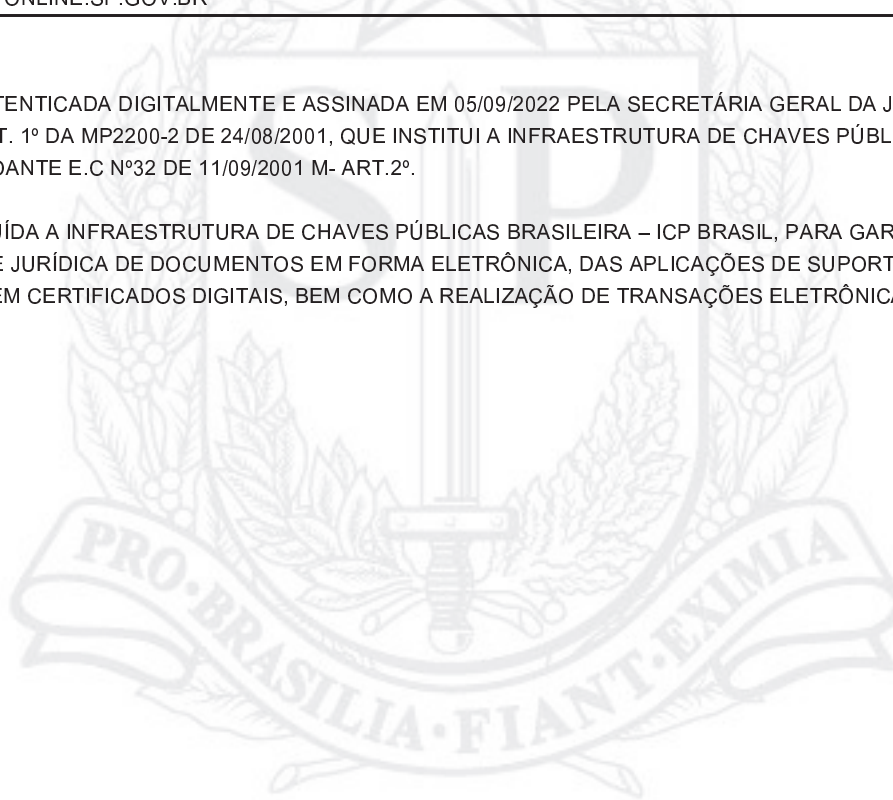 ONLINE.SP.GOV.BR
TENTICADA DIGITALMENTE E ASSINADA EM 05/09/2022 PELA SECRETÁRIA GERAL DA J
T. 1º DA MP2200-2 DE 24/08/2001, QUE INSTITUI A INFRAESTRUTURA DE CHAVES PÚBL
DANTE E.C Nº32 DE 11/09/2001 M- ART.2º.
UÍDA A INFRAESTRUTURA DE CHAVES PÚBLICAS BRASILEIRA – ICP BRASIL, PARA GAR
E JURÍDICA DE DOCUMENTOS EM FORMA ELETRÔNICA, DAS APLICAÇÕES DE SUPORT
EM CERTIFICADOS DIGITAIS, BEM COMO A REALIZAÇÃO DE TRANSAÇÕES ELETRÔNICA
SP
PRO·BRASILIA·FIANT·EXIMIA